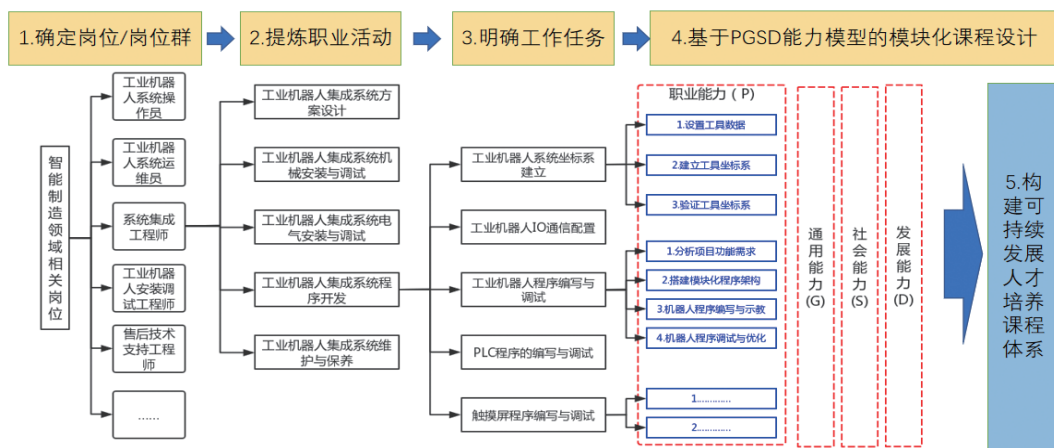 1.确定岗位/岗位群
2.提炼职业活动
3.明确工作任务
4.基于PGSD能力模型的模块化课程设计
智能制造领域相关岗位
工业机器
人系统操
作员
工业机器
人系统运
维员
系统集成
工程师
工业机器
人安装调
试工程师
售后技术
支持工程
师
……
工业机器人集成系统方
案设计
工业机器人集成系统机
械安装与调试
工业机器人集成系统电
气安装与调试
工业机器人集成系统程
序开发
工业机器人集成系统维
护与保养
工业机器人系统坐标系
建立
工业机器人IO通信配置
工业机器人程序编写与
调试
PLC程序的编写与调试
触摸屏程序编写与调试
职业能力（P）
1.设置工具数据
2.建立工具坐标系
3.验证工具坐标系
1.分析项目功能需求
2.搭建模块化程序架构
3.机器人程序编写与示教
4.机器人程序调试与优化
1.............
2.............
通用能力(G)
社会能力(S)
发展能力(D)
5.构
建可
持续
发展
人才
培养
课程
体系